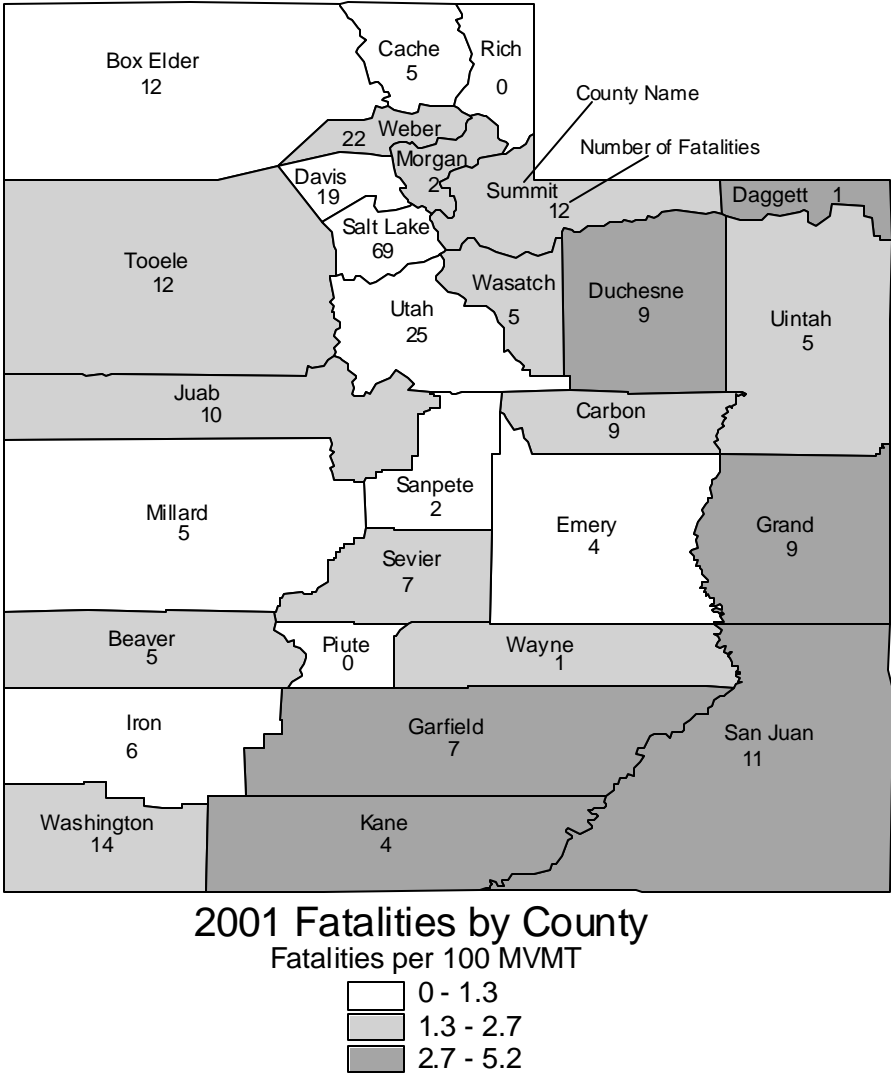 Box Elder
12
Cache
5
Rich
0
County Name
Weber
22
Number of Fatalities
Morgan
2
Davis
19
Summit
12
Daggett 1
Salt Lake
69
Tooele
12
Wasatch
5
Duchesne
9
Utah
25
Uintah
5
Juab
10
Carbon
9
Sanpete
2
Millard
5
Emery
4
Grand
9
Sevier
7
Beaver
5
Piute
0
Wayne
1
Iron
6
Garfield
7
San Juan
11
Washington
14
Kane
4
2001 Fatalities by County
Fatalities per 100 MVMT
0 - 1.3
1.3 - 2.7
2.7 - 5.2